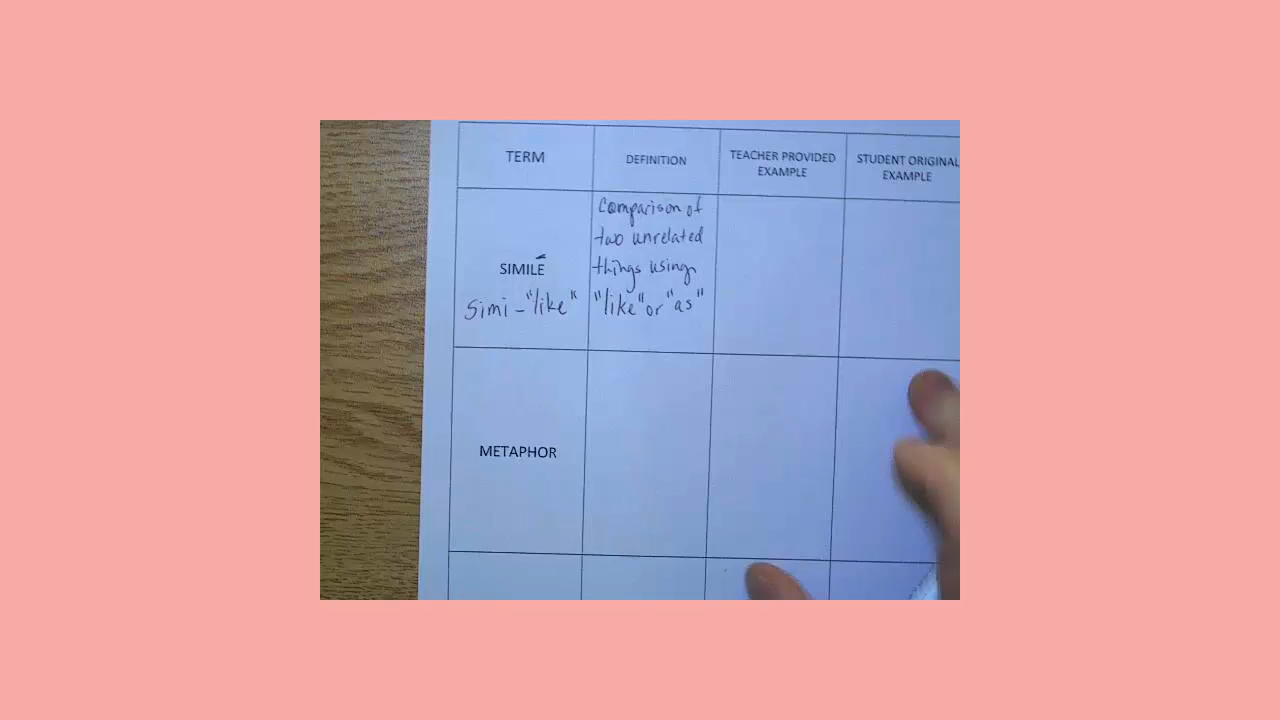 TERM
DEFINITION
TEACHER PROVIDED
EXAMPLE
STUDENT ORIGINAL
EXAMPLE
SIMILE
Simi - "like"
Comparison of
two unrelated
things using
"like" or "as"
METAPHOR